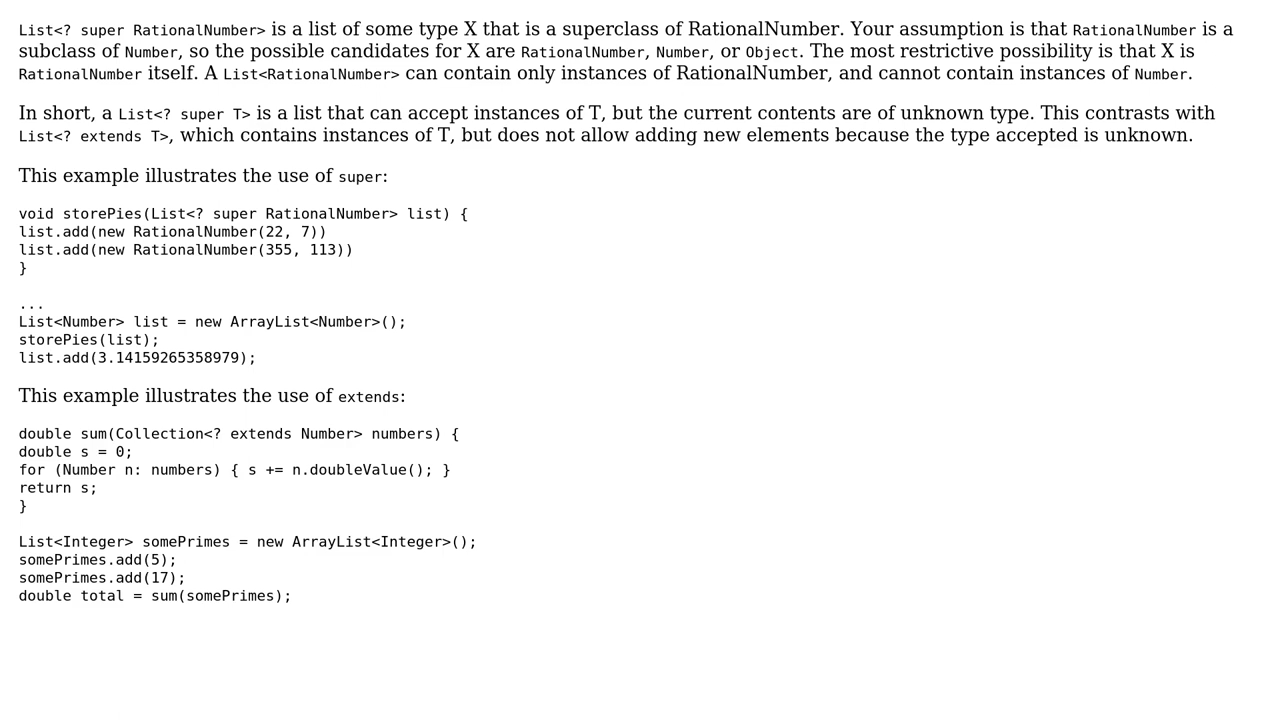 List<? super RationalNumber> is a list of some type X that is a superclass of RationalNumber. Your assumption is that RationalNumber is a
subclass of Number, so the possible candidates for X are RationalNumber, Number, or Object. The most restrictive possibility is that X is
RationalNumber itself. A List<RationalNumber> can contain only instances of RationalNumber, and cannot contain instances of Number.
In short, a List<? super T> is a list that can accept instances of T, but the current contents are of unknown type. This contrasts with
List<? extends T>, which contains instances of T, but does not allow adding new elements because the type accepted is unknown.
This example illustrates the use of super:
void storePies(List<? super RationalNumber> list) {
list.add(new RationalNumber(22, 7))
list.add(new RationalNumber(355, 113))
}
...
List<Number> list = new ArrayList<Number>();
storePies(list);
list.add(3.14159265358979);
This example illustrates the use of extends:
double sum(Collection<? extends Number> numbers) {
double s = 0;
for (Number n: numbers) { s += n.doubleValue(); }
return s;
}
List<Integer> somePrimes = new ArrayList<Integer>();
somePrimes.add(5);
somePrimes.add(17);
double total = sum(somePrimes);